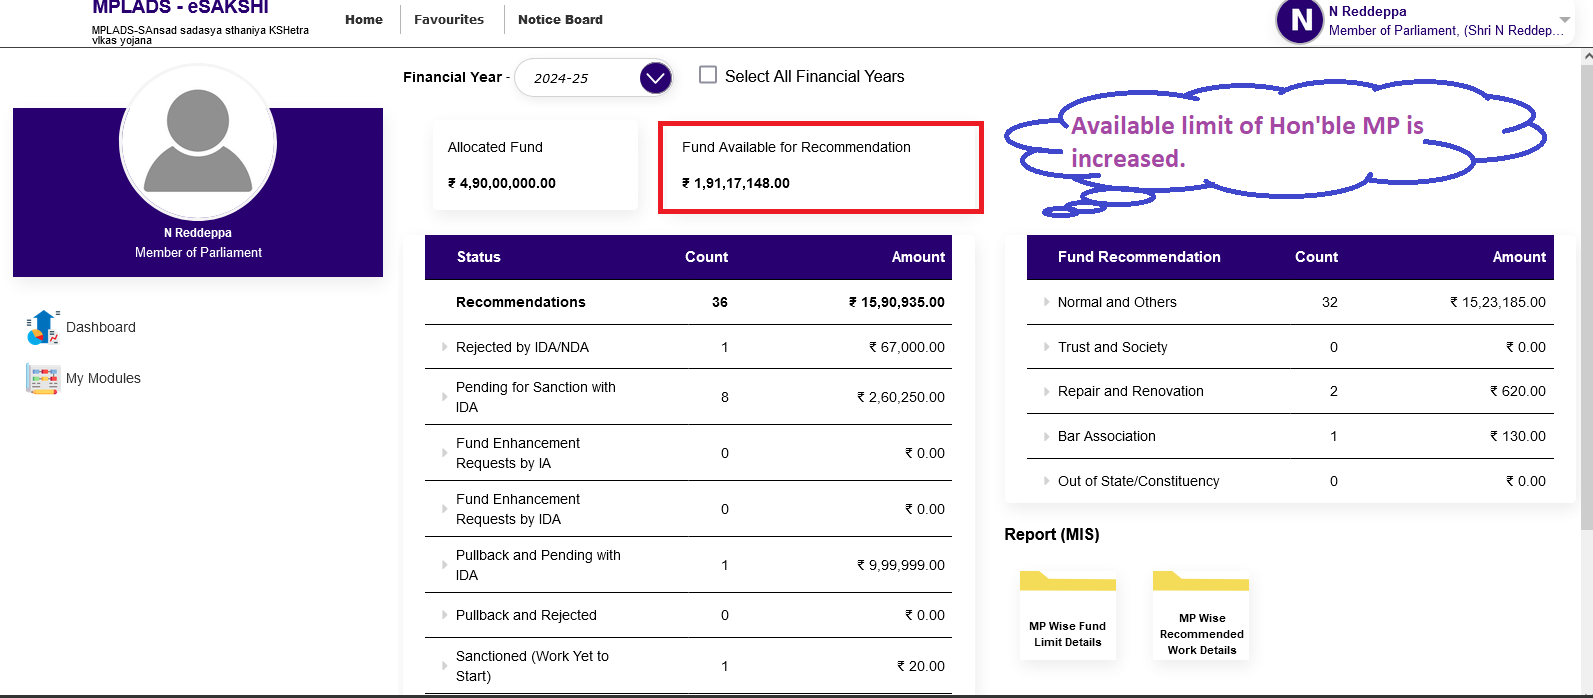 MPLADS - eSAKSHI
MPLADS-SAnsad sadasya sthaniya KSHetra
vIkas yojana
Home
Favourites
Notice Board
N
N Reddeppa
Member of Parliament, (Shri N Reddep...
Financial Year - 2024-25
Select All Financial Years
N Reddeppa
Member of Parliament
Dashboard
My Modules
Allocated Fund
₹ 4,90,00,000.00
Fund Available for Recommendation
₹ 1,91,17,148.00
Available limit of Hon'ble MP is
increased.
Status Count Amount
Recommendations 36 ₹ 15,90,935.00
Rejected by IDA/NDA 1 ₹ 67,000.00
Pending for Sanction with
IDA 8 ₹ 2,60,250.00
Fund Enhancement
Requests by IA 0 ₹ 0.00
Fund Enhancement
Requests by IDA 0 ₹ 0.00
Pullback and Pending with
IDA 1 ₹ 9,99,999.00
Pullback and Rejected 0 ₹ 0.00
Sanctioned (Work Yet to
Start) 1 ₹ 20.00
Fund Recommendation Count Amount
Normal and Others 32 ₹ 15,23,185.00
Trust and Society 0 ₹ 0.00
Repair and Renovation 2 ₹ 620.00
Bar Association 1 ₹ 130.00
Out of State/Constituency 0 ₹ 0.00
Report (MIS)
MP Wise Fund
Limit Details
MP Wise
Recommended
Work Details